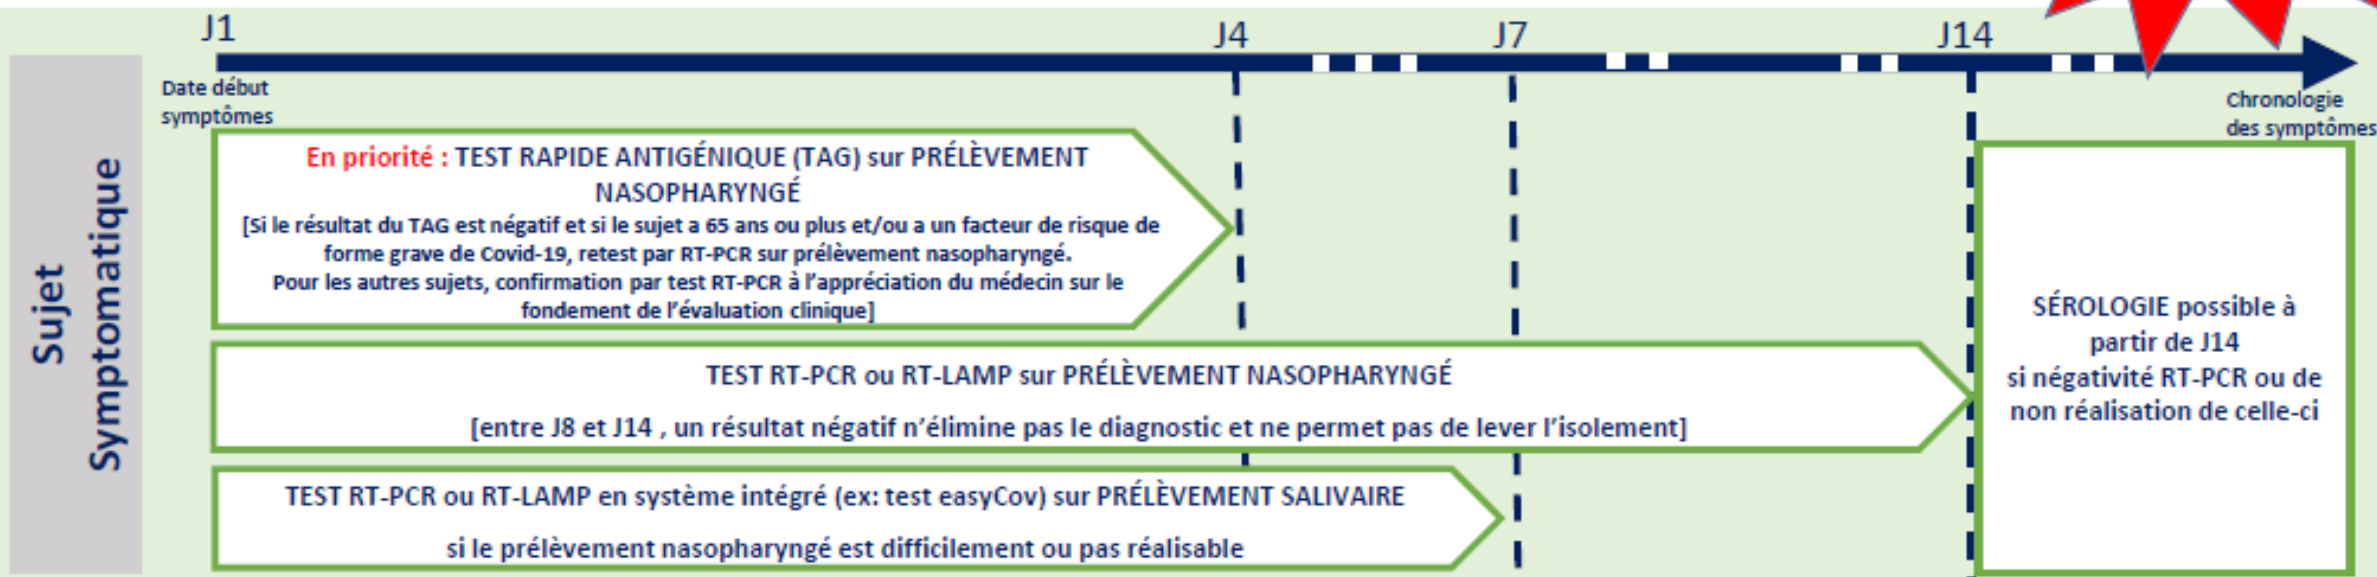 J1
J4
J7
J14
Date début
symptômes
Chronologie
des symptômes
Sujet
Symptomatique
En priorité : TEST RAPIDE ANTIGÉNIQUE (TAG) sur PRÉLÈVEMENT
NASOPHARYNGÉ
[Si le résultat du TAG est négatif et si le sujet a 65 ans ou plus et/ou a un facteur de risque de
forme grave de Covid-19, retest par RT-PCR sur prélèvement nasopharyngé.
Pour les autres sujets, confirmation par test RT-PCR à l'appréciation du médecin sur le
fondement de l'évaluation clinique]
TEST RT-PCR ou RT-LAMP sur PRÉLÈVEMENT NASOPHARYNGÉ
[entre J8 et J14 , un résultat négatif n'élimine pas le diagnostic et ne permet pas de lever l'isolement]
TEST RT-PCR ou RT-LAMP en système intégré (ex: test easyCov) sur PRÉLÈVEMENT SALIVAIRE
si le prélèvement nasopharyngé est difficilement ou pas réalisable
SÉROLOGIE possible à
partir de J14
si négativité RT-PCR ou de
non réalisation de celle-ci